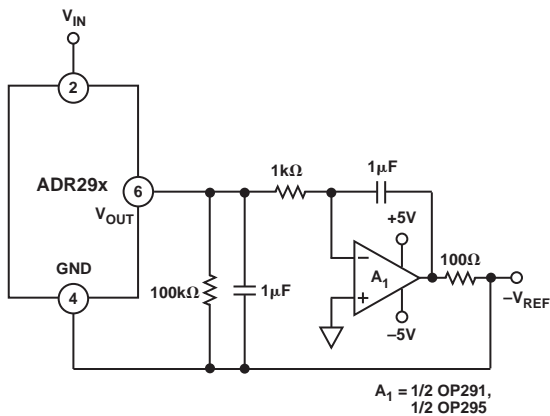 V_IN
2
ADR29x
6
V_OUT
GND
4
1kΩ
1µF
+5V
–
A_1
+
–5V
100Ω
–V_REF
100kΩ
1µF
A_1 = 1/2 OP291,
1/2 OP295